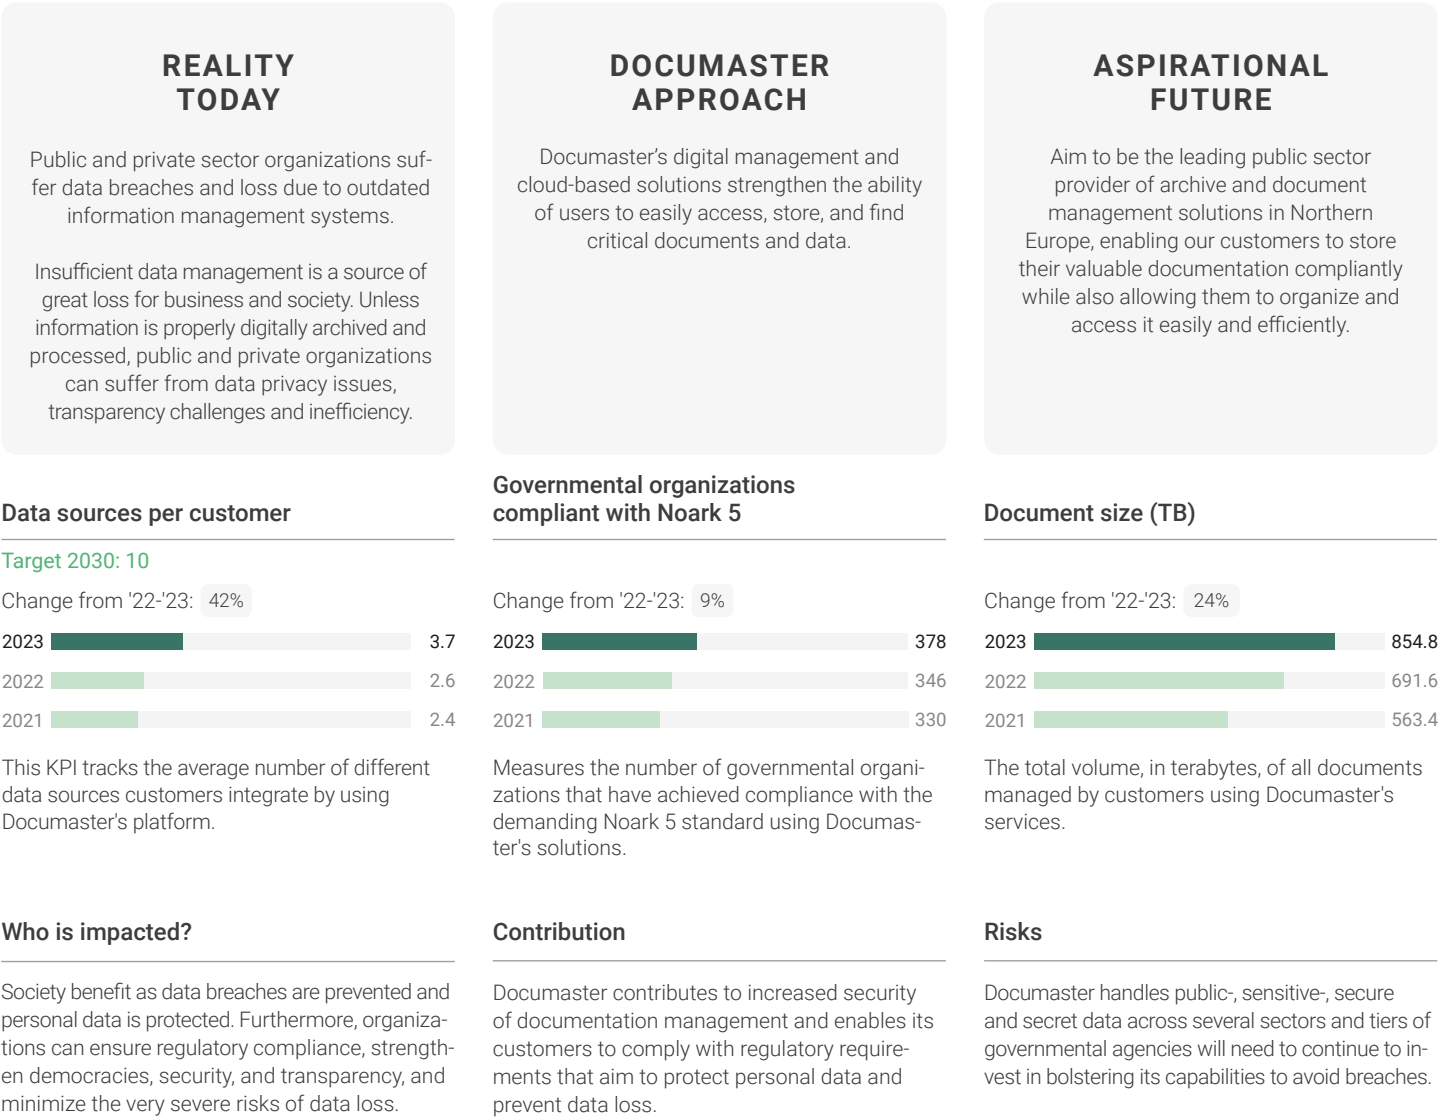 REALITY
TODAY
Public and private sector organizations suf-
fer data breaches and loss due to outdated
information management systems.
Insufficient data management is a source of
great loss for business and society. Unless
information is properly digitally archived and
processed, public and private organizations
can suffer from data privacy issues,
transparency challenges and inefficiency.
DOCUMASTER
APPROACH
Documaster’s digital management and
cloud-based solutions strengthen the ability
of users to easily access, store, and find
critical documents and data.
ASPIRATIONAL
FUTURE
Aim to be the leading public sector
provider of archive and document
management solutions in Northern
Europe, enabling our customers to store
their valuable documentation compliantly
while also allowing them to organize and
access it easily and efficiently.
Data sources per customer
Target 2030: 10
Change from '22-'23: 42%
2023 3.7
2022 2.6
2021 2.4
This KPI tracks the average number of different
data sources customers integrate by using
Documaster's platform.
Governmental organizations
compliant with Noark 5
Change from '22-'23: 9%
2023 378
2022 346
2021 330
Measures the number of governmental organi-
zations that have achieved compliance with the
demanding Noark 5 standard using Documas-
ter's solutions.
Document size (TB)
Change from '22-'23: 24%
2023 854.8
2022 691.6
2021 563.4
The total volume, in terabytes, of all documents
managed by customers using Documaster's
services.
Who is impacted?
Society benefit as data breaches are prevented and
personal data is protected. Furthermore, organiza-
tions can ensure regulatory compliance, strength-
en democracies, security, and transparency, and
minimize the very severe risks of data loss.
Contribution
Documaster contributes to increased security
of documentation management and enables its
customers to comply with regulatory require-
ments that aim to protect personal data and
prevent data loss.
Risks
Documaster handles public-, sensitive-, secure
and secret data across several sectors and tiers of
governmental agencies will need to continue to in-
vest in bolstering its capabilities to avoid breaches.